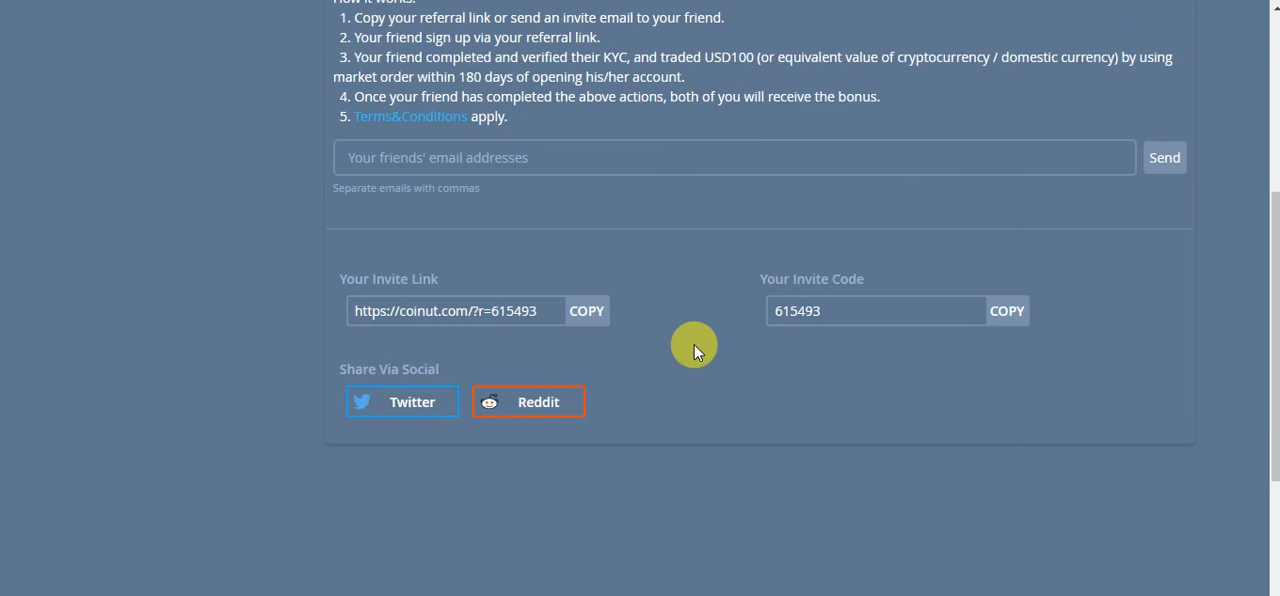 How it works:
1. Copy your referral link or send an invite email to your friend.
2. Your friend sign up via your referral link.
3. Your friend completed and verified their KYC, and traded USD100 (or equivalent value of cryptocurrency / domestic currency) by using
market order within 180 days of opening his/her account.
4. Once your friend has completed the above actions, both of you will receive the bonus.
5. Terms&Conditions apply.
Your friends' email addresses
Send
Separate emails with commas
Your Invite Link
https://coinut.com/?r=615493
COPY
Your Invite Code
615493
COPY
Share Via Social
Twitter
Reddit